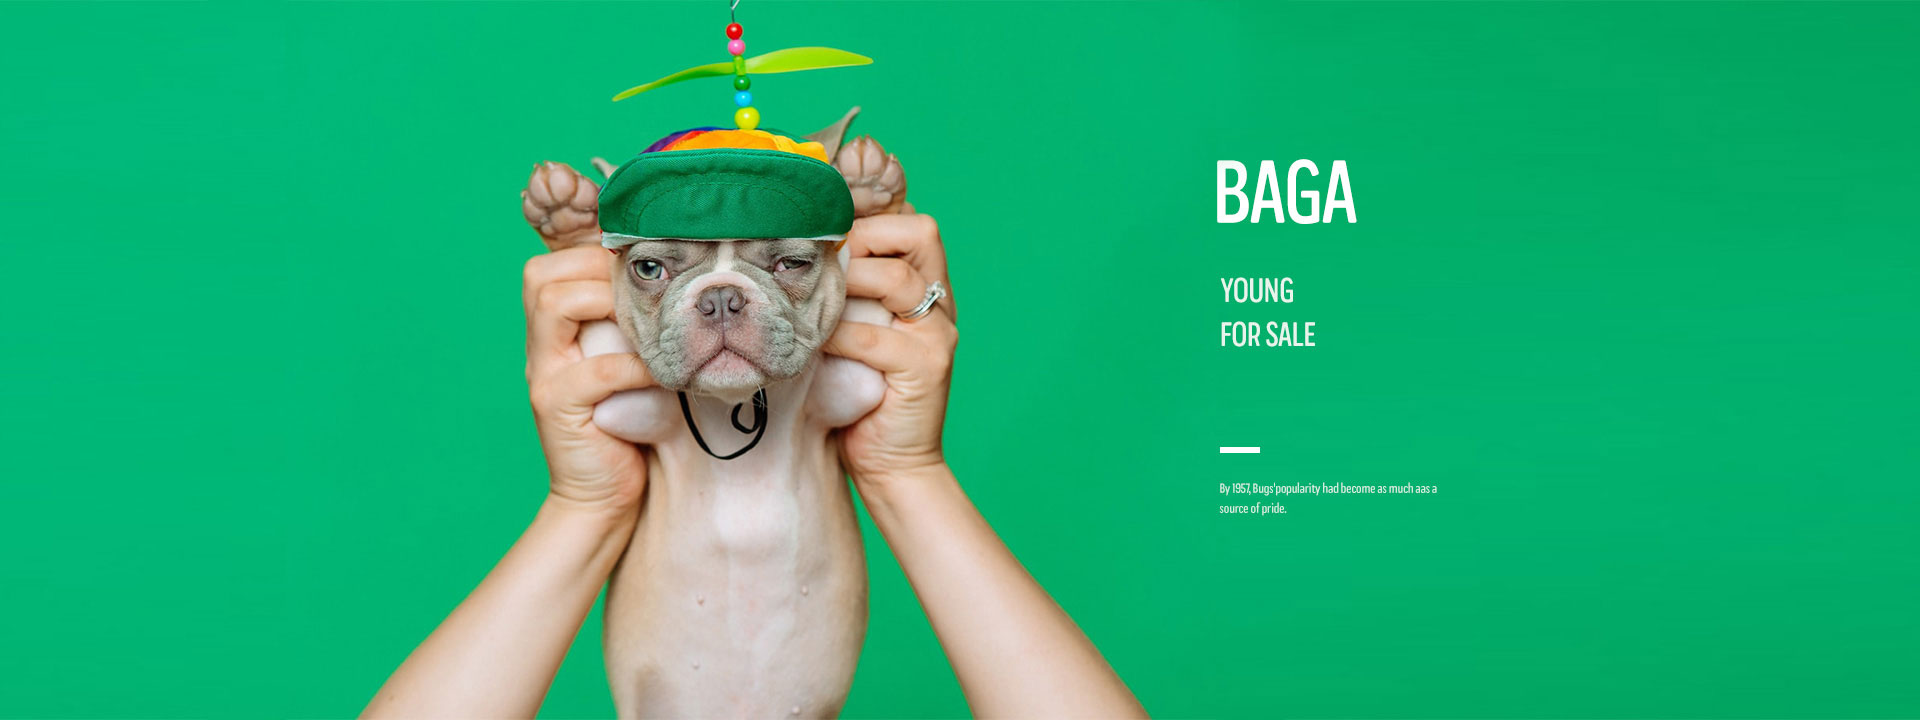 BAGA
YOUNG
FOR SALE
By 1957, Bugs'popularity had become as much aas a
source of pride.